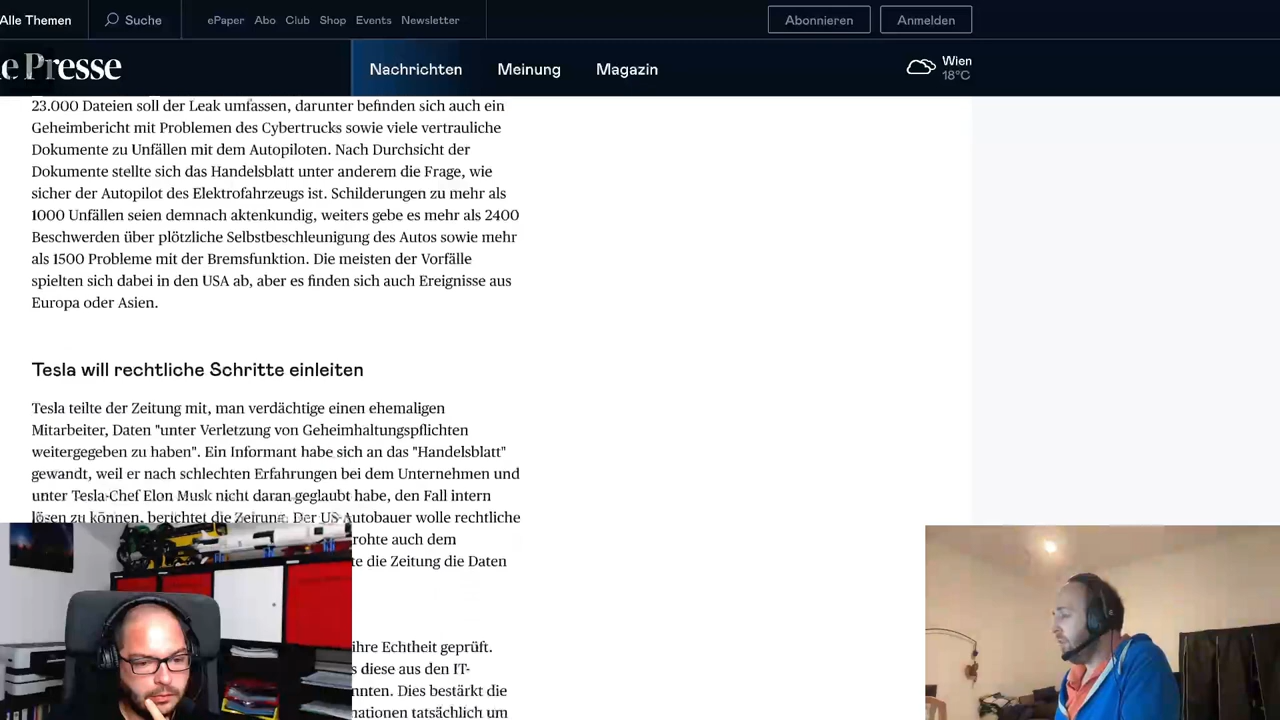 Alle Themen
Suche
ePaper Abo Club Shop Events Newsletter
Abonnieren
Anmelden
e Presse
Nachrichten
Meinung
Magazin
Wien
18°C
23.000 Dateien soll der Leak umfassen, darunter befinden sich auch ein
Geheimbericht mit Problemen des Cybertrucks sowie viele vertrauliche
Dokumente zu Unfällen mit dem Autopiloten. Nach Durchsicht der
Dokumente stellte sich das Handelsblatt unter anderem die Frage, wie
sicher der Autopilot des Elektrofahrzeugs ist. Schilderungen zu mehr als
1000 Unfällen seien demnach aktenkundig, weiters gebe es mehr als 2400
Beschwerden über plötzliche Selbstbeschleunigung des Autos sowie mehr
als 1500 Probleme mit der Bremsfunktion. Die meisten der Vorfälle
spielten sich dabei in den USA ab, aber es finden sich auch Ereignisse aus
Europa oder Asien.
Tesla will rechtliche Schritte einleiten
Tesla teilte der Zeitung mit, man verdächtige einen ehemaligen
Mitarbeiter, Daten "unter Verletzung von Geheimhaltungspflichten
weitergegeben zu haben". Ein Informant habe sich an das "Handelsblatt"
gewandt, weil er nach schlechten Erfahrungen bei dem Unternehmen und
unter Tesla-Chef Elon Musk nicht daran geglaubt habe, den Fall intern
lösen zu können, berichtet die Zeitung. Der US-Autobauer wolle rechtliche
rohte auch dem
te die Zeitung die Daten
ihre Echtheit geprüft.
s diese aus den IT-
nnten. Dies bestärkt die
mationen tatsächlich um